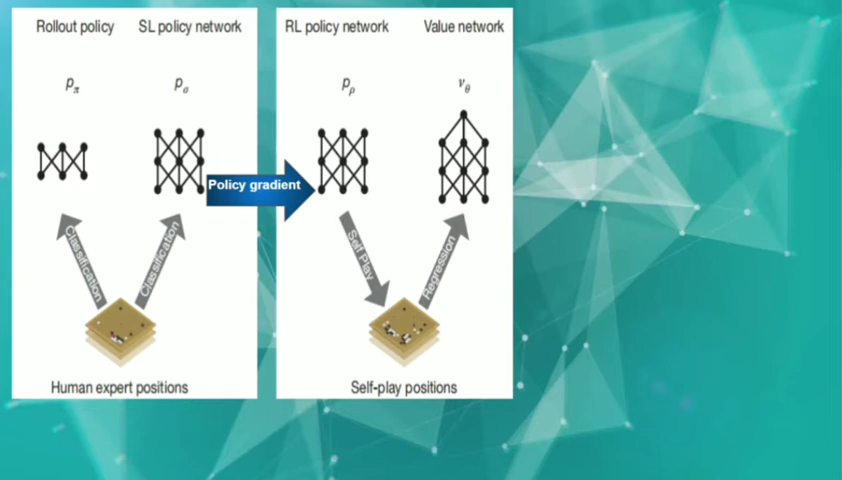 Rollout policy
SL policy network
RL policy network
Value network
pπ
pσ
pρ
vθ
Policy gradient
Classification
Classification
Self Play
Regression
Human expert positions
Self-play positions